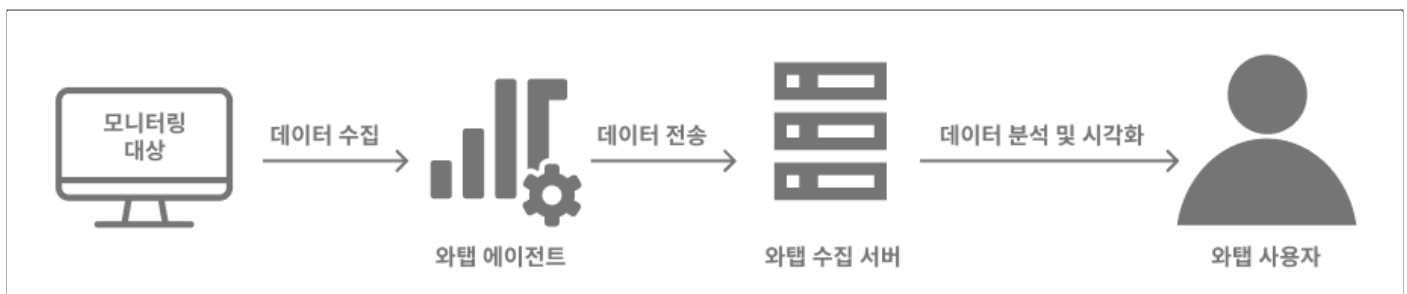 모니터링
대상
데이터 수집
데이터 전송
데이터 분석 및 시각화
와탭 에이전트
와탭 수집 서버
와탭 사용자